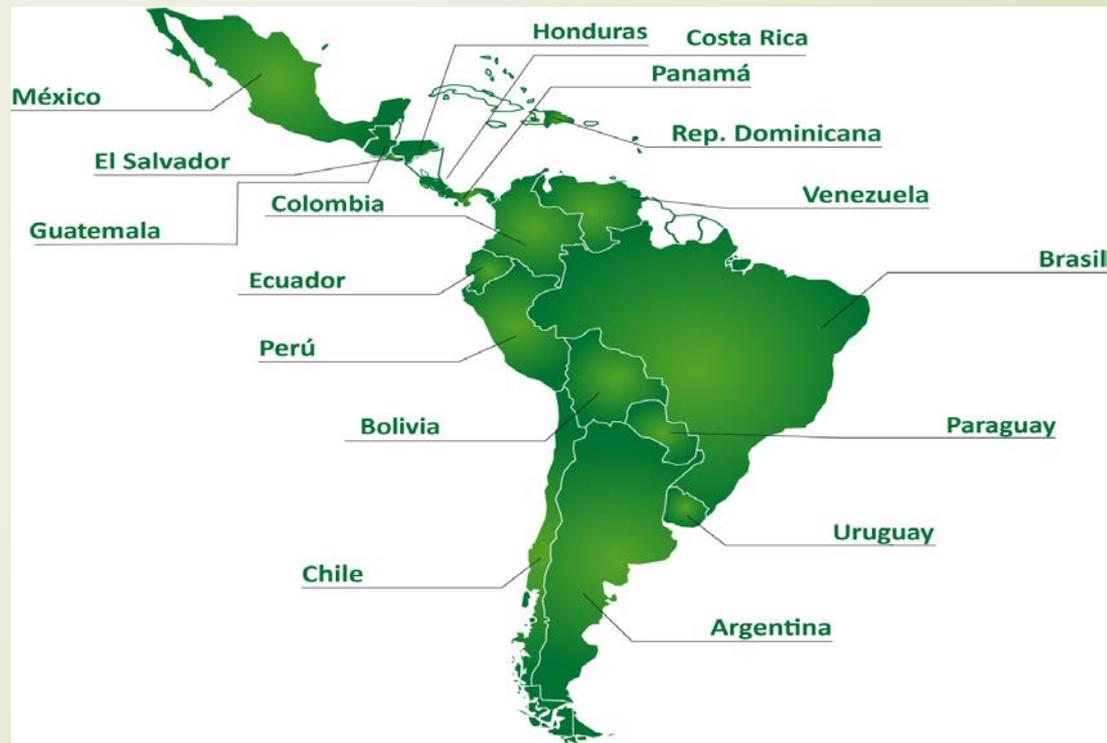 Honduras
Costa Rica
Panamá
México
Rep. Dominicana
El Salvador
Venezuela
Colombia
Guatemala
Brasil
Ecuador
Perú
Bolivia
Paraguay
Uruguay
Chile
Argentina